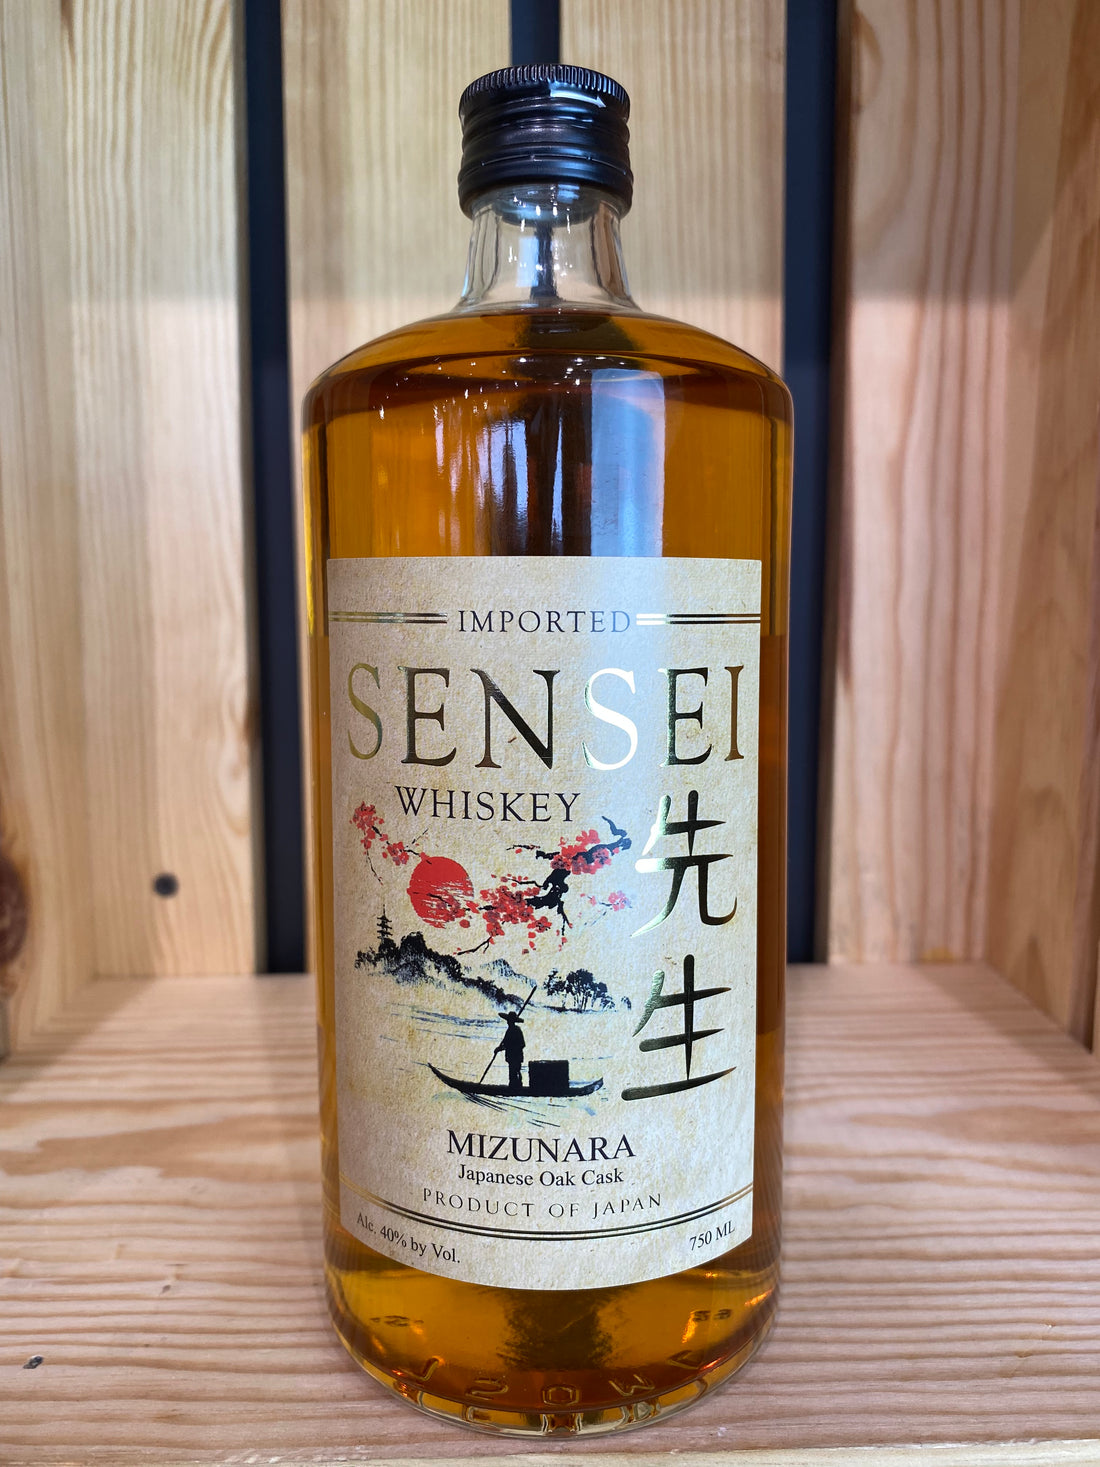 IMPORTED
SENSEI
WHISKEY
先生
MIZUNARA
Japanese Oak Cask
PRODUCT OF JAPAN
Alc. 40% by Vol.
750 ML